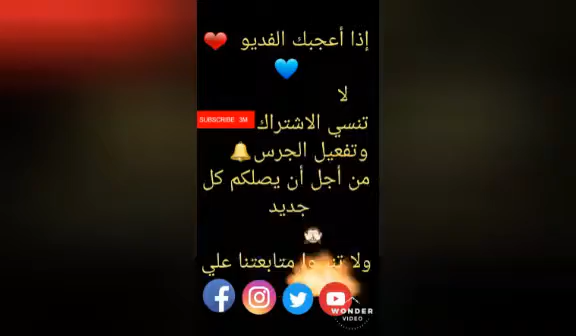 إذا أعجبك الفديو
لا
تنسي الاشتراك
SUBSCRIBE 3M
وتفعيل الجرس
من أجل أن يصلكم كل
جديد
ولا تنسوا متابعتنا علي
WONDER
VIDEO